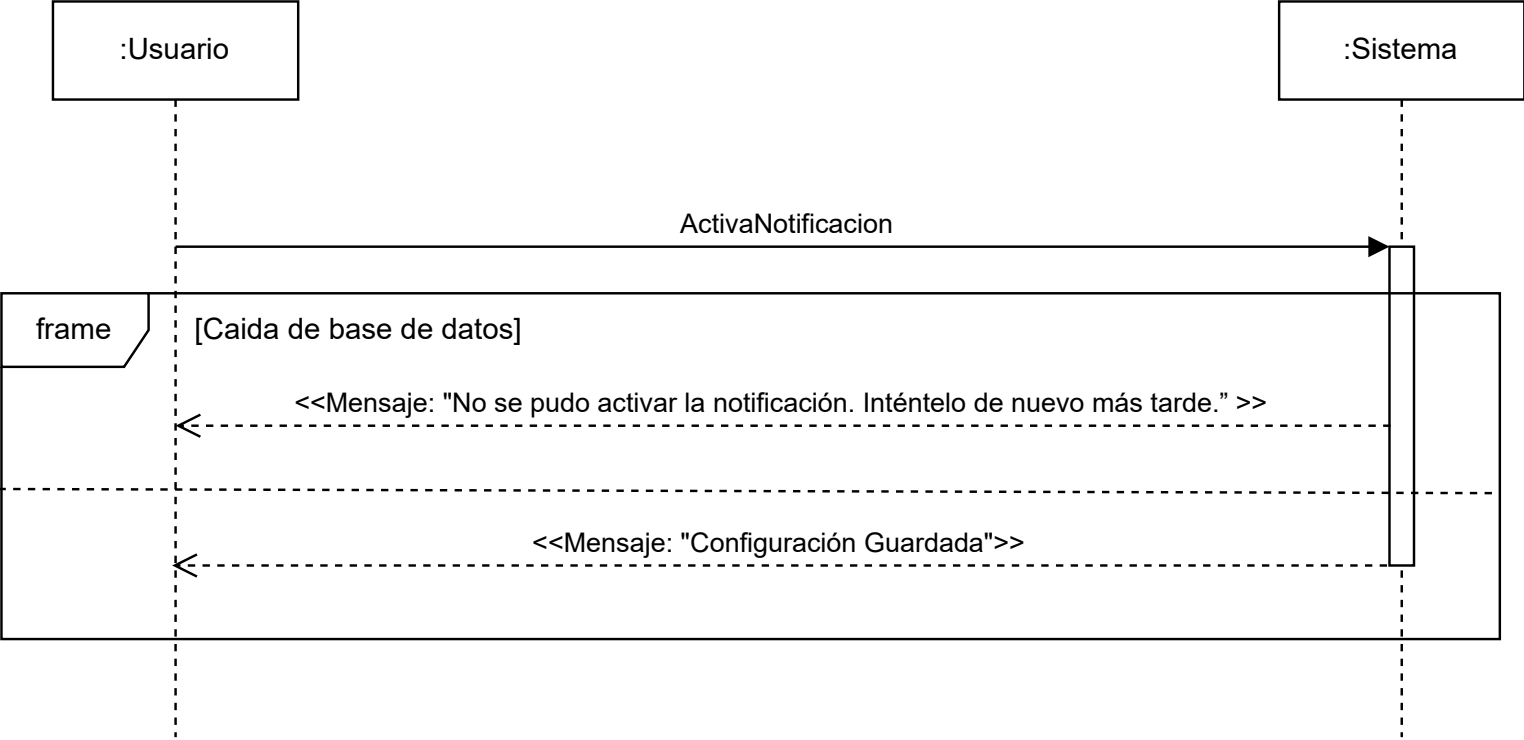 :Usuario
:Sistema
ActivaNotificacion
frame
[Caida de base de datos]
<<Mensaje: "No se pudo activar la notificación. Inténtelo de nuevo más tarde.” >>
<<Mensaje: "Configuración Guardada">>